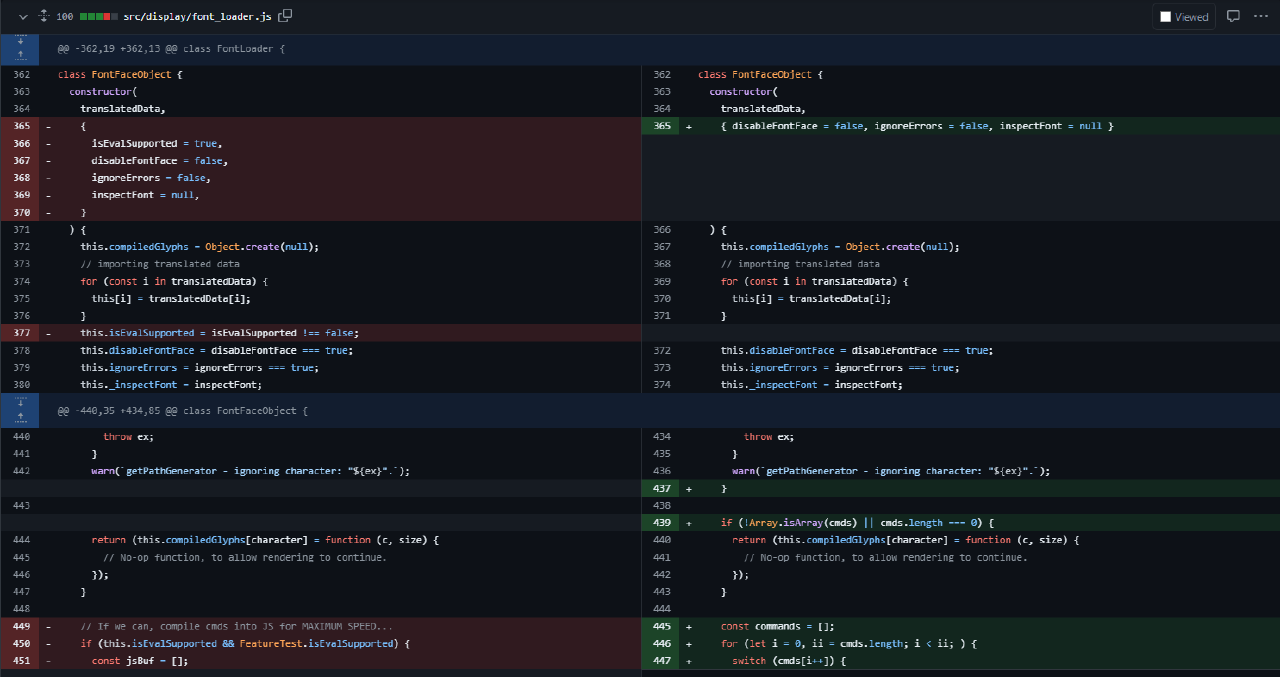 100 src/display/font_loader.js Viewed
@@ -362,19 +362,13 @@ class FontLoader {
362 class FontFaceObject {
363 constructor(
364 translatedData,
365 - {
366 - isEvalSupported = true,
367 - disableFontFace = false,
368 - ignoreErrors = false,
369 - inspectFont = null,
370 - }
371 ) {
372 this.compiledGlyphs = Object.create(null);
373 // importing translated data
374 for (const i in translatedData) {
375 this[i] = translatedData[i];
376 }
377 - this.isEvalSupported = isEvalSupported !== false;
378 this.disableFontFace = disableFontFace === true;
379 this.ignoreErrors = ignoreErrors === true;
380 this._inspectFont = inspectFont;
362 class FontFaceObject {
363 constructor(
364 translatedData,
365 + { disableFontFace = false, ignoreErrors = false, inspectFont = null }
366 ) {
367 this.compiledGlyphs = Object.create(null);
368 // importing translated data
369 for (const i in translatedData) {
370 this[i] = translatedData[i];
371 }
372 this.disableFontFace = disableFontFace === true;
373 this.ignoreErrors = ignoreErrors === true;
374 this._inspectFont = inspectFont;
@@ -440,35 +434,85 @@ class FontFaceObject {
440 throw ex;
441 }
442 warn(`getPathGenerator - ignoring character: "${ex}".`);
443
444 return (this.compiledGlyphs[character] = function (c, size) {
445 // No-op function, to allow rendering to continue.
446 });
447 }
448
449 - // If we can, compile cmds into JS for MAXIMUM SPEED...
450 - if (this.isEvalSupported && FeatureTest.isEvalSupported) {
451 - const jsBuf = [];
434 throw ex;
435 }
436 warn(`getPathGenerator - ignoring character: "${ex}".`);
437 + }
438
439 + if (!Array.isArray(cmds) || cmds.length === 0) {
440 return (this.compiledGlyphs[character] = function (c, size) {
441 // No-op function, to allow rendering to continue.
442 });
443 }
444
445 + const commands = [];
446 + for (let i = 0, ii = cmds.length; i < ii; ) {
447 + switch (cmds[i++]) {